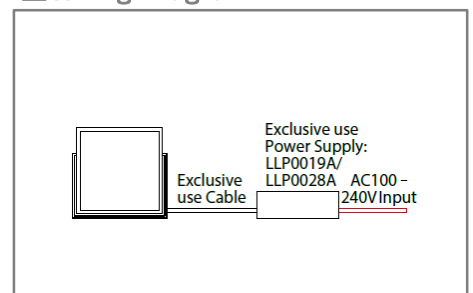 Exclusive
use Cable
Exclusive use
Power Supply:
LLP0019A/
LLP0028A
AC100 –
240V Input